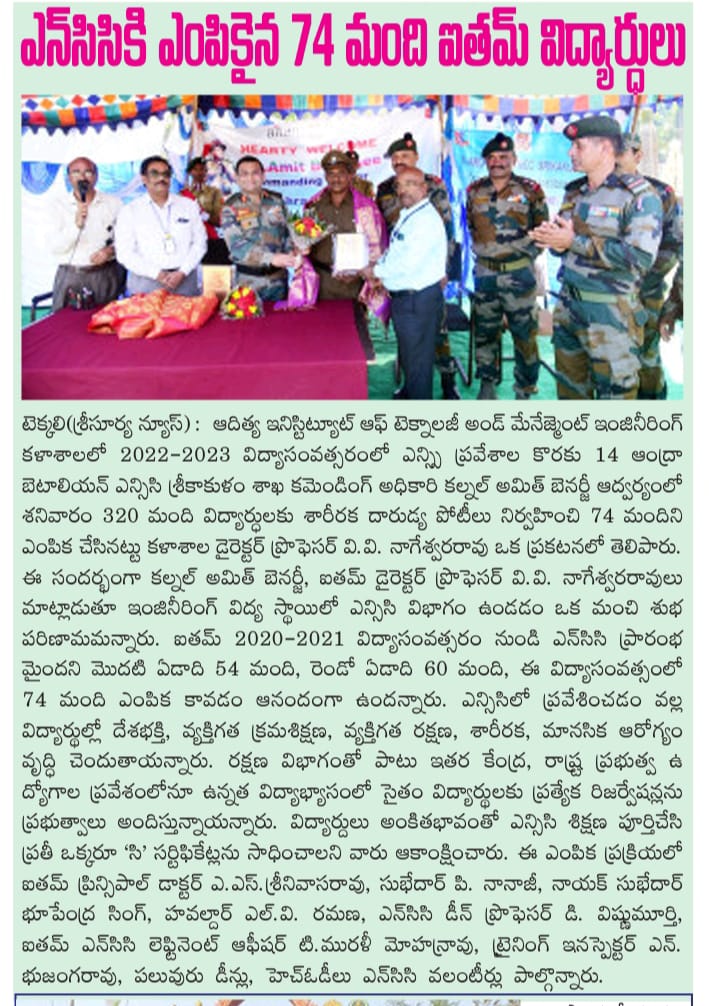 ఎన్‌సిసికి ఎంపికైన 74 మంది ఐతమ్ విద్యార్ధులు
HEARTY WELCOME
Amit
టెక్కలి(శ్రీసూర్య న్యూస్): ఆదిత్య ఇనిస్టిట్యూట్ ఆఫ్ టెక్నాలజీ అండ్ మేనేజ్మెంట్ ఇంజినీరింగ్
కళాశాలలో 2022-2023 విద్యాసంవత్సరంలో ఎన్సిసి ప్రవేశాల కొరకు 14 ఆంధ్రా
బెటాలియన్ ఎన్సిసి శ్రీకాకుళం శాఖ కమెండింగ్ అధికారి కల్నల్ అమిత్ బెనర్జీ ఆద్వర్యంలో
శనివారం 320 మంది విద్యార్ధులకు శారీరక దారుడ్య పోటీలు నిర్వహించి 74 మందిని
ఎంపిక చేసినట్టు కళాశాల డైరెక్టర్ ప్రొఫెసర్ వి.వి. నాగేశ్వరరావు ఒక ప్రకటనలో తెలిపారు.
ఈ సందర్భంగా కల్నల్ అమిత్ బెనర్జీ, ఐతమ్ డైరెక్టర్ ప్రొఫెసర్ వి.వి. నాగేశ్వరరావులు
మాట్లాడుతూ ఇంజినీరింగ్ విద్య స్థాయిలో ఎన్సిసి విభాగం ఉండడం ఒక మంచి శుభ
పరిణామమన్నారు. ఐతమ్ 2020-2021 విద్యాసంవత్సరం నుండి ఎన్‌సిసి ప్రారంభ
మైందని మొదటి ఏడాది 54 మంది, రెండో ఏడాది 60 మంది, ఈ విద్యాసంవత్సంలో
74 మంది ఎంపిక కావడం ఆనందంగా ఉందన్నారు. ఎన్సిసిలో ప్రవేశించడం వల్ల
విద్యార్థుల్లో దేశభక్తి, వ్యక్తిగత క్రమశిక్షణ, వ్యక్తిగత రక్షణ, శారీరక, మానసిక ఆరోగ్యం
వృద్ధి చెందుతాయన్నారు. రక్షణ విభాగంతో పాటు ఇతర కేంద్ర, రాష్ట్ర ప్రభుత్వ ఉ
ద్యోగాల ప్రవేశంలోనూ ఉన్నత విద్యాభ్యాసంలో సైతం విద్యార్థులకు ప్రత్యేక రిజర్వేషన్లను
ప్రభుత్వాలు అందిస్తున్నాయన్నారు. విద్యార్దులు అంకితభావంతో ఎన్సిసి శిక్షణ పూర్తిచేసి
ప్రతీ ఒక్కరూ 'సి' సర్టిఫికేట్లను సాధించాలని వారు ఆకాంక్షించారు. ఈ ఎంపిక ప్రక్రియలో
ఐతమ్ ప్రిన్సిపాల్ డాక్టర్ ఎ.ఎస్.శ్రీనివాసరావు, సుభేదార్ పి. నానాజీ, నాయక్ సుభేదార్
భూపేంద్ర సింగ్, హవల్దార్ ఎల్.వి. రమణ, ఎన్‌సిసి డీన్ ప్రొఫెసర్ డి. విష్ణుమూర్తి,
ఐతమ్ ఎన్‌సిసి లెఫ్టినెంట్ ఆఫీషర్ టి.మురళీ మోహన్రావు, ట్రైనింగ్ ఇనస్పెక్టర్ ఎన్.
భుజంగరావు, పలువురు డీన్లు, హెచ్ఓడీలు ఎన్‌సిసి వలంటీర్లు పాల్గొన్నారు.